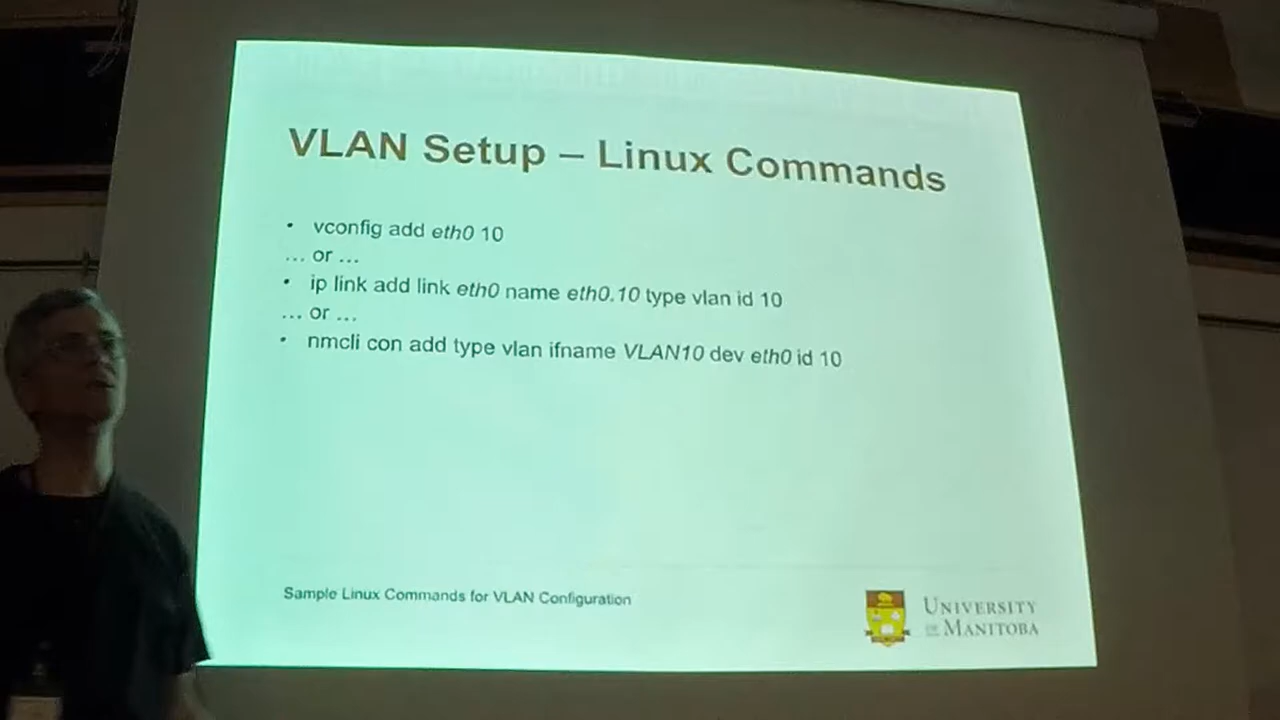 VLAN Setup – Linux Commands
• vconfig add eth0 10
... or ...
• ip link add link eth0 name eth0.10 type vlan id 10
... or ...
• nmcli con add type vlan ifname VLAN10 dev eth0 id 10
Sample Linux Commands for VLAN Configuration
UNIVERSITY
OF MANITOBA